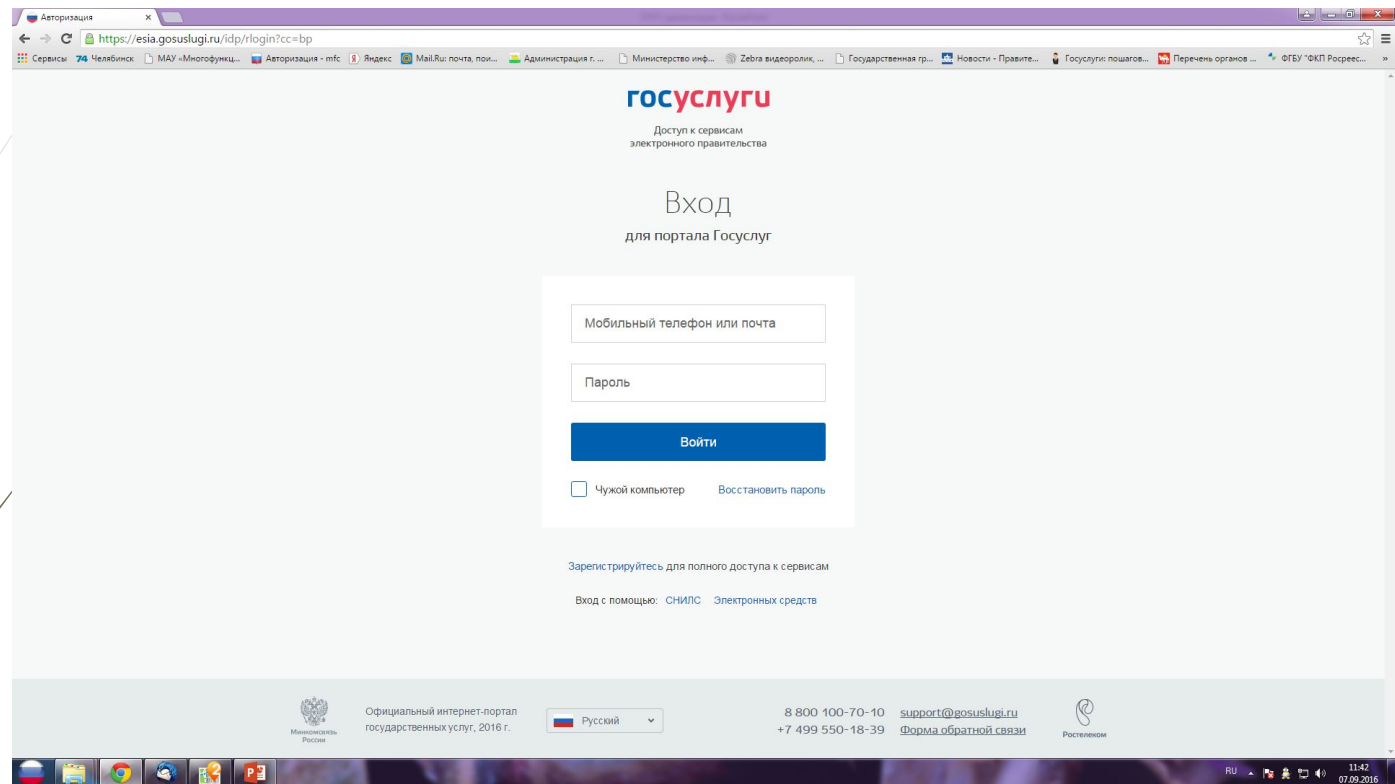 Авторизация
https://esia.gosuslugi.ru/idp/rlogin?cc=bp
Сервисы 74 Челябинск МАУ «Многофункц... Авторизация - mfc Яндекс Mail.Ru: почта, пои... Администрация г. ... Министерство инф... Zebra видеоролик, ... Государственная гр... Новости - Правите... Госуслуги: пошагов... Перечень органов ... ФГБУ "ФКП Росреес... »
госуслуги
Доступ к сервисам
электронного правительства
Вход
для портала Госуслуг
Мобильный телефон или почта
Пароль
Войти
Чужой компьютер Восстановить пароль
Зарегистрируйтесь для полного доступа к сервисам
Вход с помощью: СНИЛС Электронных средств
Минкомсвязь
России
Официальный интернет-портал
государственных услуг, 2016 г.
Русский
8 800 100-70-10 support@gosuslugi.ru
+7 499 550-18-39 Форма обратной связи
Ростелеком
RU 11:42
07.09.2016